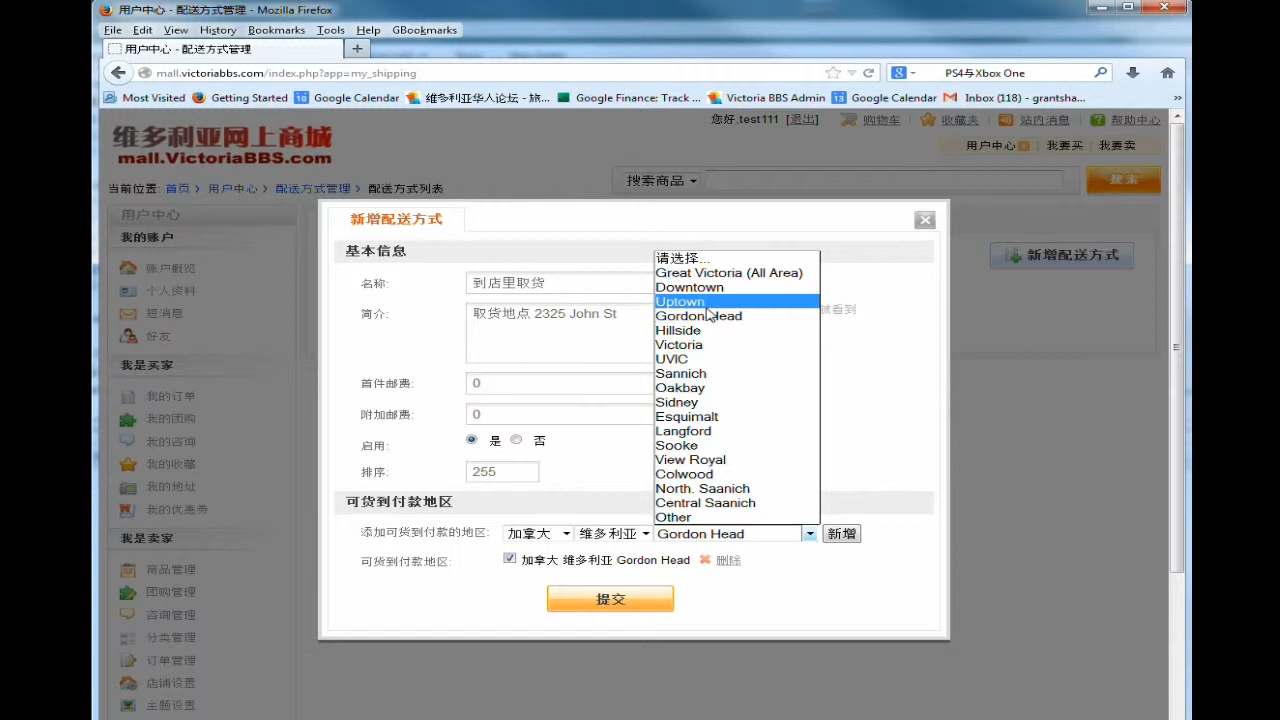 用户中心 - 配送方式管理 - Mozilla Firefox
File Edit View History Bookmarks Tools GBookmarks
用户中心 - 配送方式管理
mall.victoriabbs.com/index.php?app=my_shipping
PS4与Xbox One
Most Visited Getting Started Google Calendar 维多利亚华人论坛 - 旅... Google Finance: Track ... Victoria BBS Admin Google Calendar Inbox (118) - grantsha...
维多利亚网上商城
mall.VictoriaBBS.com
您好,test111 [退出] 购物车 收藏夹 站内消息 帮助中心
用户中心 我要买 我要卖
当前位置: 首页 > 用户中心 > 配送方式管理 > 配送方式列表
搜索商品
搜索
用户中心
我的账户
账户概览
个人资料
短消息
好友
我是买家
我的订单
我的团购
我的咨询
我的收藏
我的地址
我的优惠券
我是卖家
商品管理
团购管理
咨询管理
分类管理
订单管理
店铺设置
主题设置
新增配送方式
新增配送方式
基本信息
名称: 到店里取货
简介: 取货地点 2325 John St
被看到
首件邮费: 0
附加邮费: 0
启用: 是 否
排序: 255
请选择...
Great Victoria (All Area)
Downtown
Uptown
Gordon Head
Hillside
Victoria
UVIC
Sannich
Oakbay
Sidney
Esquimalt
Langford
Sooke
View Royal
Colwood
North. Saanich
Central Saanich
Other
可货到付款地区
添加可货到付款的地区: 加拿大 维多利亚 Gordon Head 新增
可货到付款地区: 加拿大 维多利亚 Gordon Head 删除
提交